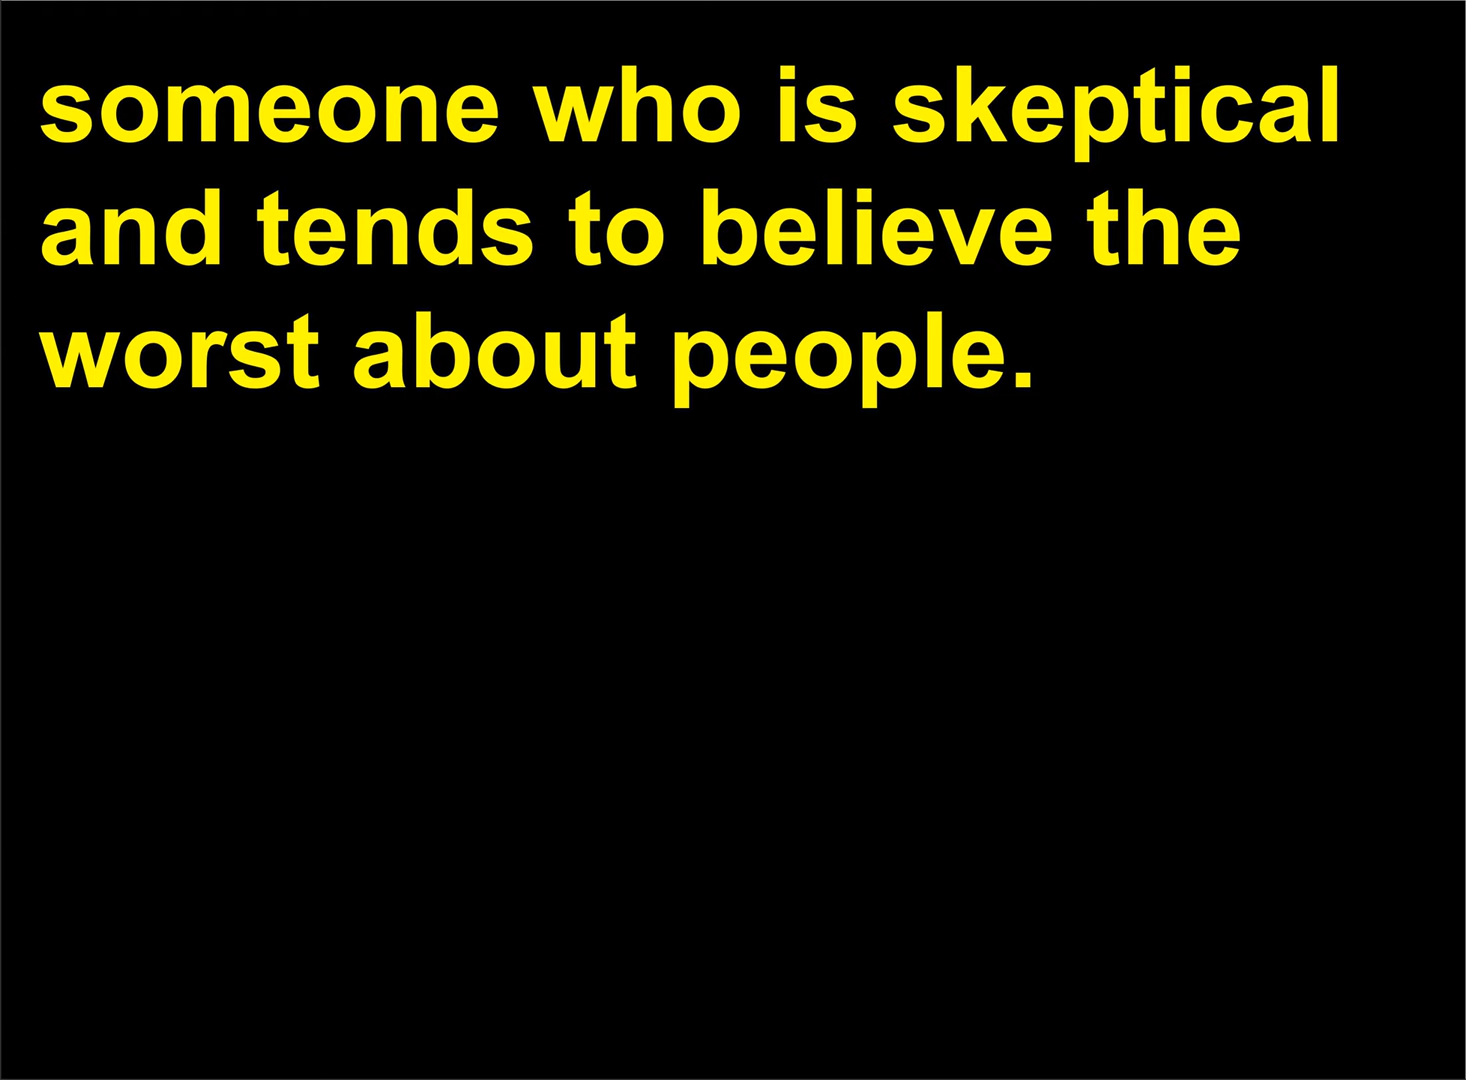 someone who is skeptical
and tends to believe the
worst about people.